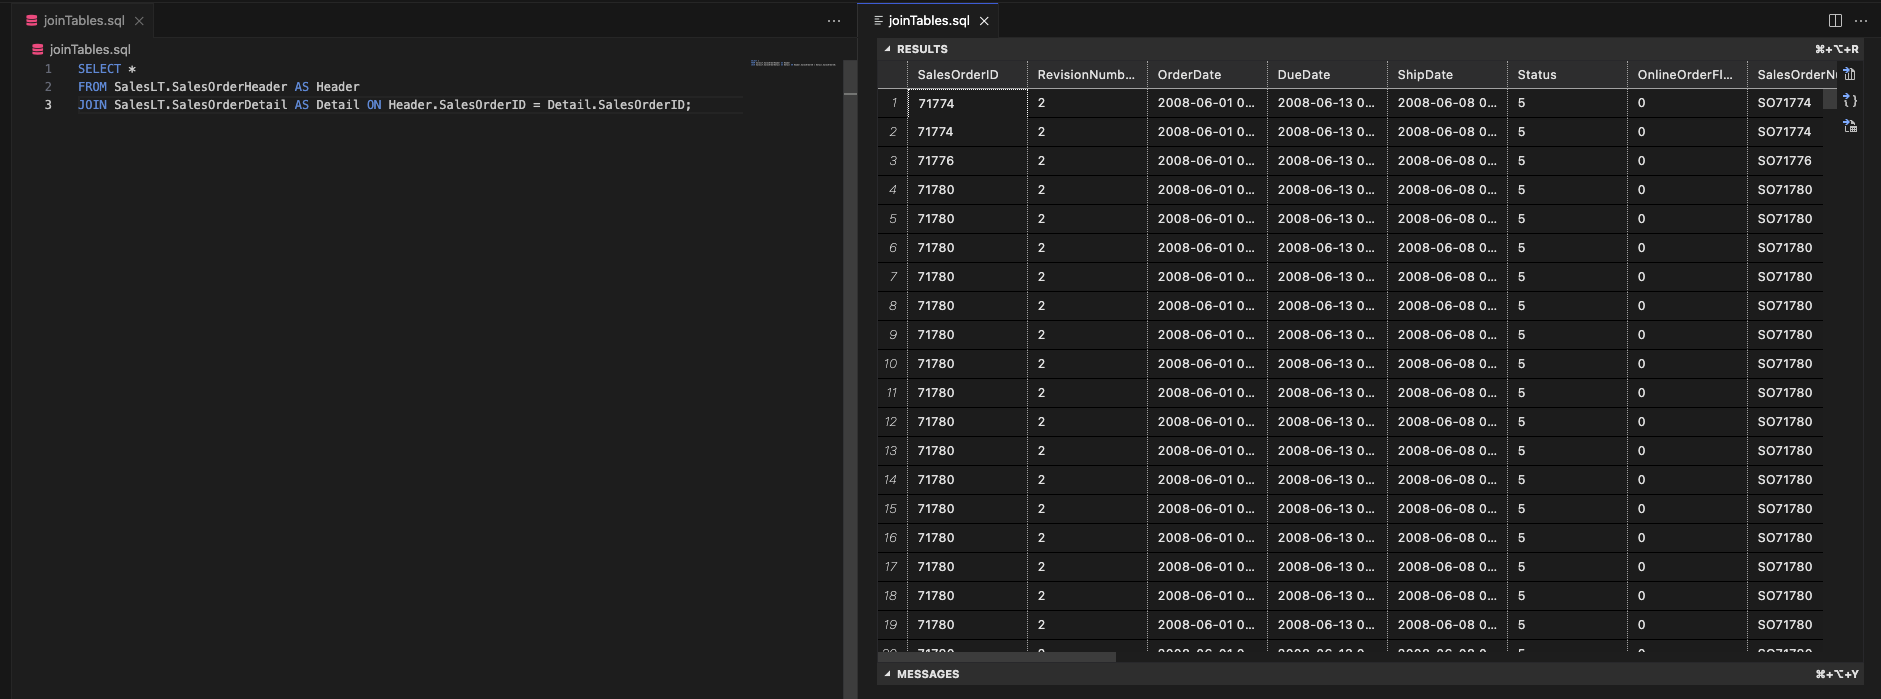 joinTables.sql
joinTables.sql
1 SELECT *
2 FROM SalesLT.SalesOrderHeader AS Header
3 JOIN SalesLT.SalesOrderDetail AS Detail ON Header.SalesOrderID = Detail.SalesOrderID;
joinTables.sql
RESULTS ⌘+⌥+R
SalesOrderID RevisionNumb... OrderDate DueDate ShipDate Status OnlineOrderFl... SalesOrderNu
1 71774 2 2008-06-01 0... 2008-06-13 0... 2008-06-08 0... 5 0 SO71774
2 71774 2 2008-06-01 0... 2008-06-13 0... 2008-06-08 0... 5 0 SO71774
3 71776 2 2008-06-01 0... 2008-06-13 0... 2008-06-08 0... 5 0 SO71776
4 71780 2 2008-06-01 0... 2008-06-13 0... 2008-06-08 0... 5 0 SO71780
5 71780 2 2008-06-01 0... 2008-06-13 0... 2008-06-08 0... 5 0 SO71780
6 71780 2 2008-06-01 0... 2008-06-13 0... 2008-06-08 0... 5 0 SO71780
7 71780 2 2008-06-01 0... 2008-06-13 0... 2008-06-08 0... 5 0 SO71780
8 71780 2 2008-06-01 0... 2008-06-13 0... 2008-06-08 0... 5 0 SO71780
9 71780 2 2008-06-01 0... 2008-06-13 0... 2008-06-08 0... 5 0 SO71780
10 71780 2 2008-06-01 0... 2008-06-13 0... 2008-06-08 0... 5 0 SO71780
11 71780 2 2008-06-01 0... 2008-06-13 0... 2008-06-08 0... 5 0 SO71780
12 71780 2 2008-06-01 0... 2008-06-13 0... 2008-06-08 0... 5 0 SO71780
13 71780 2 2008-06-01 0... 2008-06-13 0... 2008-06-08 0... 5 0 SO71780
14 71780 2 2008-06-01 0... 2008-06-13 0... 2008-06-08 0... 5 0 SO71780
15 71780 2 2008-06-01 0... 2008-06-13 0... 2008-06-08 0... 5 0 SO71780
16 71780 2 2008-06-01 0... 2008-06-13 0... 2008-06-08 0... 5 0 SO71780
17 71780 2 2008-06-01 0... 2008-06-13 0... 2008-06-08 0... 5 0 SO71780
18 71780 2 2008-06-01 0... 2008-06-13 0... 2008-06-08 0... 5 0 SO71780
19 71780 2 2008-06-01 0... 2008-06-13 0... 2008-06-08 0... 5 0 SO71780
MESSAGES ⌘+⌥+Y